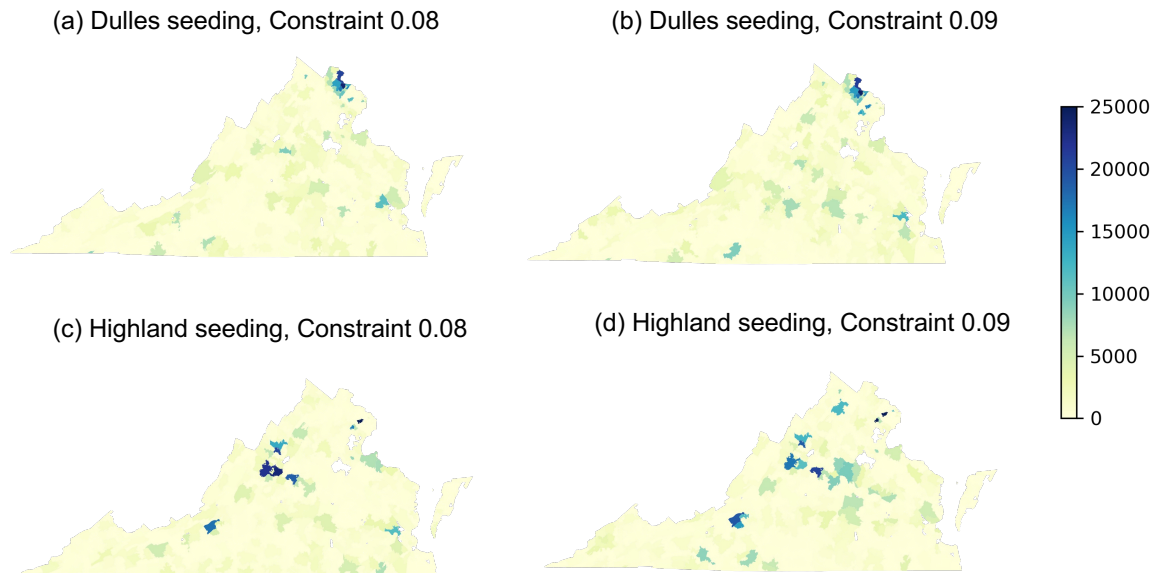 (a) Dulles seeding, Constraint 0.08
(b) Dulles seeding, Constraint 0.09
25000
20000
15000
10000
5000
0
(c) Highland seeding, Constraint 0.08
(d) Highland seeding, Constraint 0.09